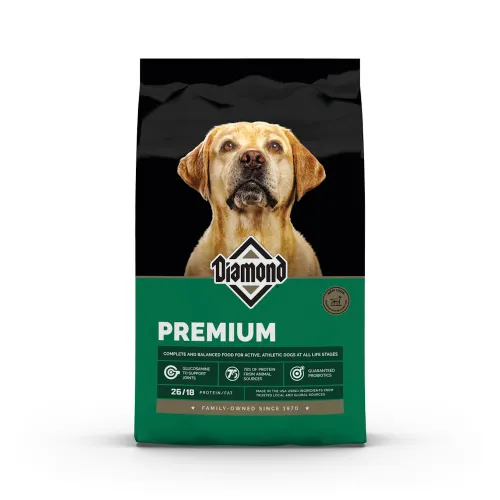 Diamond
PREMIUM
COMPLETE AND BALANCED FOOD FOR ACTIVE, ATHLETIC DOGS AT ALL LIFE STAGES
GLUCOSAMINE
TO SUPPORT
JOINTS
78% OF PROTEIN
FROM ANIMAL
SOURCES
GUARANTEED
PROBIOTICS
26/18 PROTEIN/FAT
MADE IN THE USA USING INGREDIENTS FROM
TRUSTED LOCAL AND GLOBAL SOURCES
FAMILY-OWNED SINCE 1970